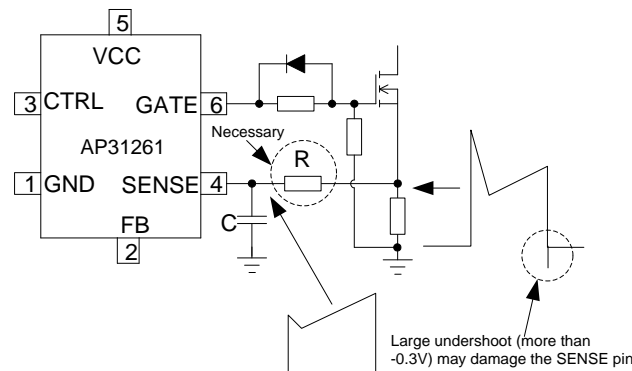 5
VCC
3 CTRL GATE 6
AP31261
Necessary
R
1 GND SENSE 4
FB
2
C
Large undershoot (more than
-0.3V) may damage the SENSE pin